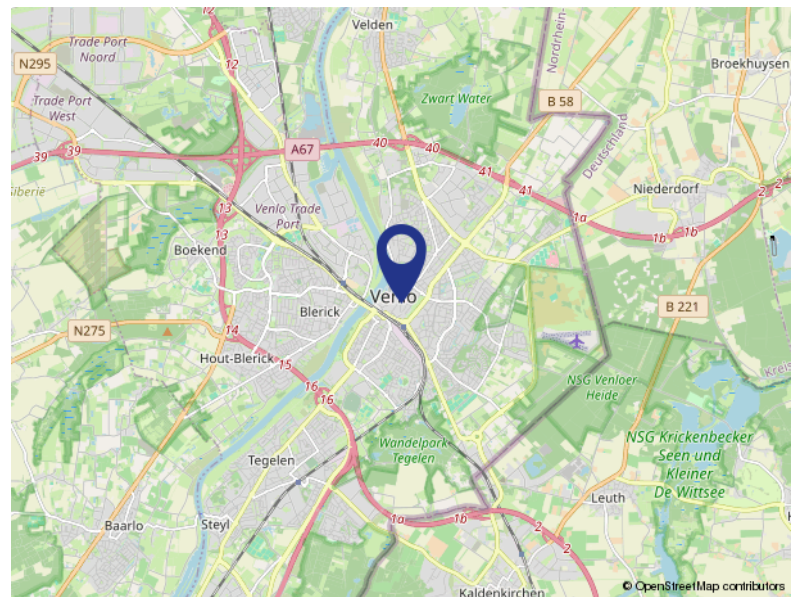 12
Velden
Trade Port
Noord
N295
12
Trade Port
West
Zwart Water
B 58
Nordrhein-
Broekhuysen
Deutschland
39
39
A67
40
40
41
41
Niederdorf
2
2
Siberië
13
13
Venlo Trade
Port
1a
1b
1b
Boekend
Venlo
Blerick
B 221
N275
14
15
Hout-Blerick
16
16
NSG Venloer
Heide
Kreis
Wandelpark
Tegelen
NSG Krickenbecker
Seen und
Kleiner
De Wittsee
Tegelen
Leuth
Baarlo
Steyl
1a
1b
2
2
Kaldenkirchen
© OpenStreetMap contributors